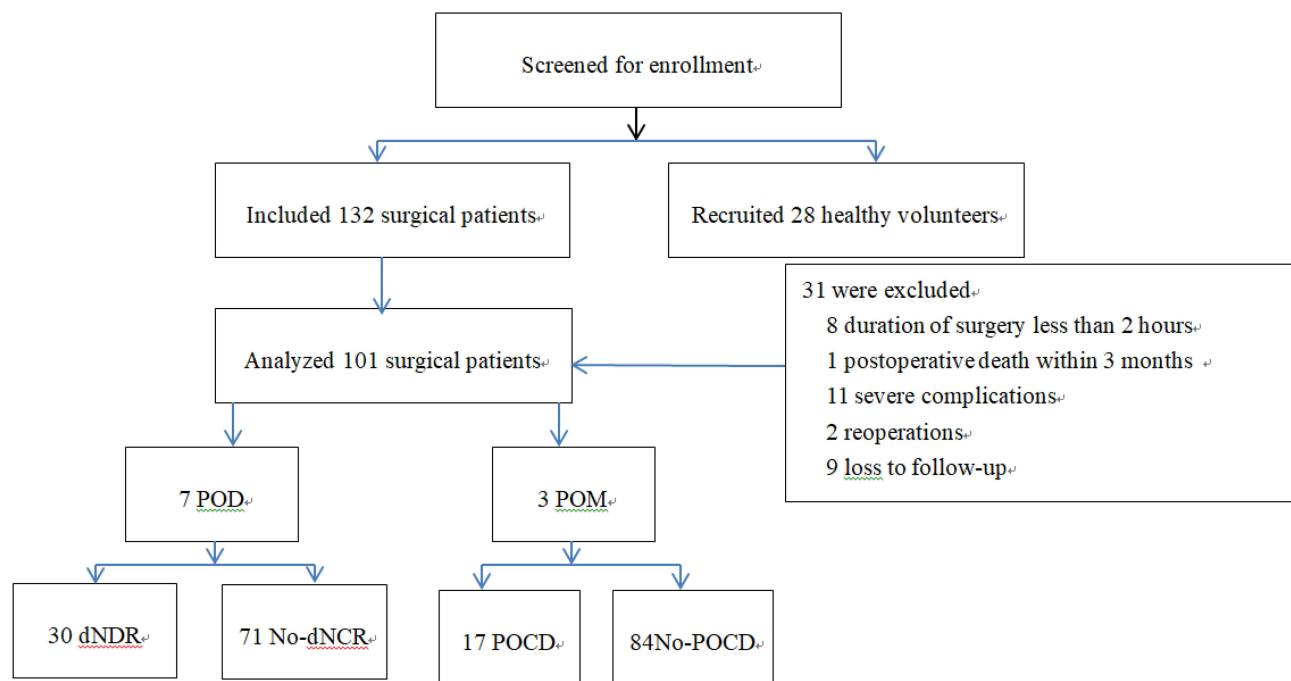 Screened for enrollment
Included 132 surgical patients
Recruited 28 healthy volunteers
31 were excluded
8 duration of surgery less than 2 hours
1 postoperative death within 3 months
11 severe complications
2 reoperations
9 loss to follow-up
Analyzed 101 surgical patients
7 POD
3 POM
30 dNDR
71 No-dNCR
17 POCD
84No-POCD